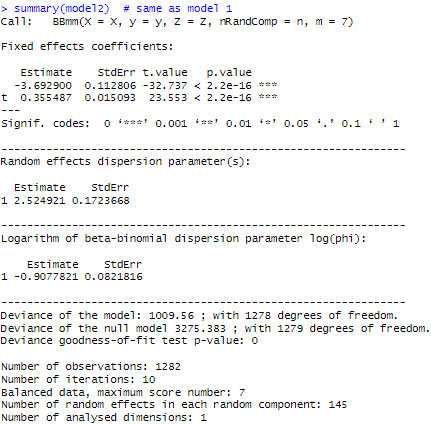 > summary(model2)  # same as model 1
Call:   BBmm(X = X, y = y, Z = Z, nRandComp = n, m = 7)
Fixed effects coefficients:
Estimate    StdErr t.value  p.value
-3.692900  0.112806 -32.737 < 2.2e-16 ***
t  0.355487  0.015093  23.553 < 2.2e-16 ***
---
Signif. codes:  0 ‘***’ 0.001 ‘**’ 0.01 ‘*’ 0.05 ‘.’ 0.1 ‘ ’ 1
---------------------------------------------------------------
Random effects dispersion parameter(s):
Estimate    StdErr
1 2.524921 0.1723668
---------------------------------------------------------------
Logarithm of beta-binomial dispersion parameter log(phi):
Estimate    StdErr
1 -0.9077821 0.0821816
---------------------------------------------------------------
Deviance of the model: 1009.56 ; with 1278 degrees of freedom.
Deviance of the null model 3275.383 ; with 1279 degrees of freedom.
Deviance goodness-of-fit test p-value: 0
Number of observations: 1282
Number of iterations: 10
Balanced data, maximum score number: 7
Number of random effects in each random component: 145
Number of analysed dimensions: 1